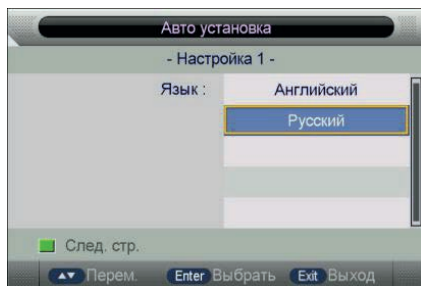 Авто установка
- Настройка 1 -
Язык : Английский
Русский
След. стр.
Перем. Enter Выбрать Exit Выход